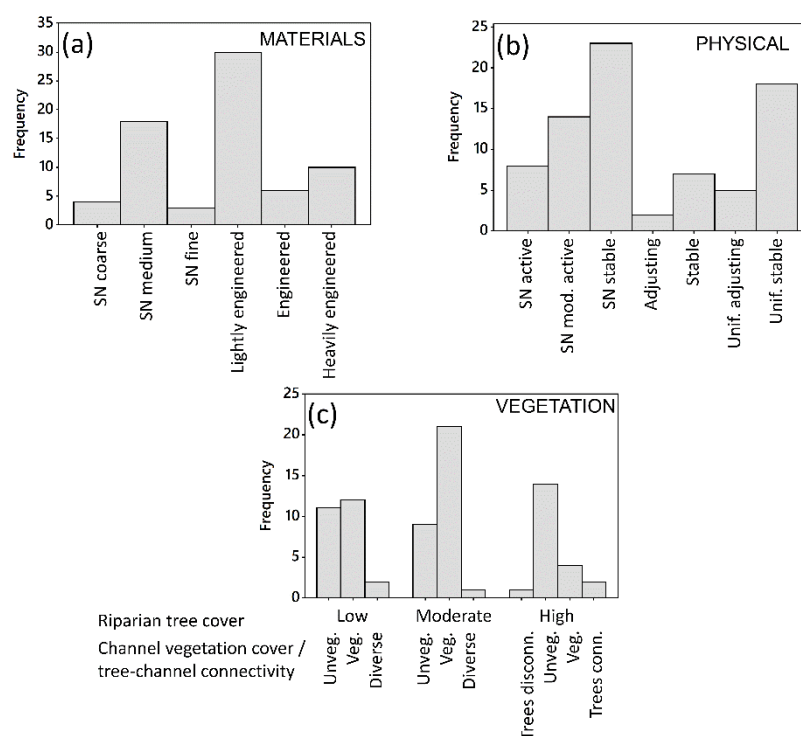 (a)
MATERIALS
Frequency
35
30
25
20
15
10
5
0
SN coarse
SN medium
SN fine
Lightly engineered
Engineered
Heavily engineered
(b)
PHYSICAL
Frequency
25
20
15
10
5
0
SN active
SN mod. active
SN stable
Adjusting
Stable
Unif. adjusting
Unif. stable
(c)
VEGETATION
Frequency
25
20
15
10
5
0
Riparian tree cover
Low
Moderate
High
Channel vegetation cover /
tree-channel connectivity
Unveg.
Veg.
Diverse
Unveg.
Veg.
Diverse
Trees disconn.
Unveg.
Veg.
Trees conn.